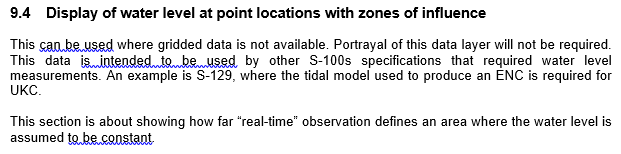 9.4 Display of water level at point locations with zones of influence
This can be used where gridded data is not available. Portrayal of this data layer will not be required.
This data is intended to be used by other S-100s specifications that required water level
measurements. An example is S-129, where the tidal model used to produce an ENC is required for
UKC.
This section is about showing how far “real-time” observation defines an area where the water level is
assumed to be constant.